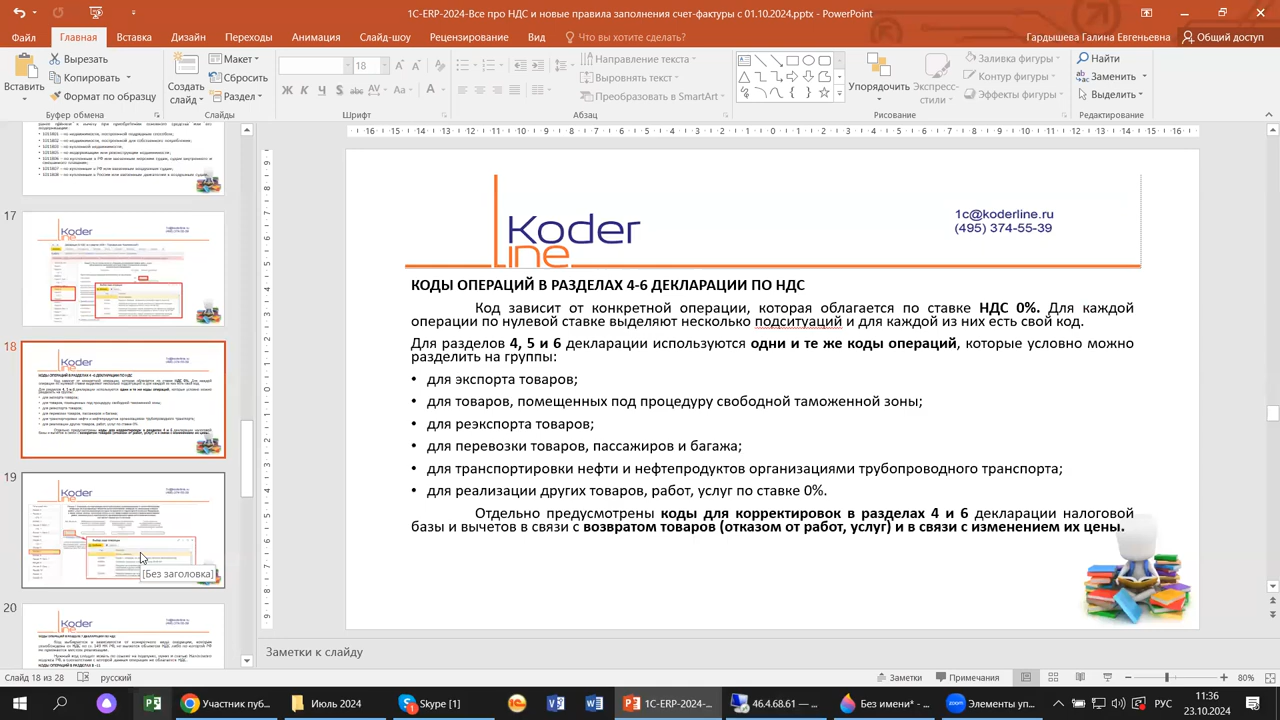 1C-ERP-2024-корректировочные счет-фактуры с 01.10.2024.pptx - PowerPoint
Файл Главная Вставка Дизайн Переходы Анимация Слайд-шоу Рецензирование Вид Что вы хотите сделать? Гардышева Галина Евгеньевна Общий доступ
Вставить
Вырезать
Копировать
Формат по образцу
Буфер обмена
Создать слайд
Макет
Сбросить
Раздел
Слайды
18
Шрифт
Направление текста
Выровнять текст
Преобразовать в SmartArt
Абзац
Упорядочить
Экспресс-стили
Заливка фигуры
Контур фигуры
Эффекты фигуры
Рисование
Найти
Заменить
Выделить
Редактирование
17
18
19
[Без заголовка]
20
Koder
line
1c@koderline.ru
(495) 374-55-39
КОДЫ ОПЕРАЦИЙ В РАЗДЕЛАХ 4 -6 ДЕКЛАРАЦИИ ПО НДС
Код зависит от конкретной операции, которая облагается по ставке НДС 0%. Для каждой
операции по нулевой ставке выделяют несколько подситуаций и для каждой из них есть свой код.
Для разделов 4, 5 и 6 декларации используются одни и те же коды операций, которые условно можно
разделить на группы:
• для экспорта товаров;
• для товаров, помещенных под процедуру свободной таможенной зоны;
• для реэкспорта товаров;
• для перевозки товаров, пассажиров и багажа;
• для транспортировки нефти и нефтепродуктов организациями трубопроводного транспорта;
• для реализации других товаров, работ, услуг по ставке 0%.
Отдельно предусмотрены коды для корректировки в разделах 4 и 6 декларации налоговой
базы и вычетов в связи с возвратом товаров (отказом от работ, услуг) и в связи с изменением их цены.
Заметки к слайду
Слайд 18 из 28 русский Заметки Примечания 80%
Участник пуб... Июль 2024 Skype [1] 1C-ERP-2024-... 46.4.68.61 — ... Без имени* - ... Элементы уп... РУС
11:36
23.10.2024